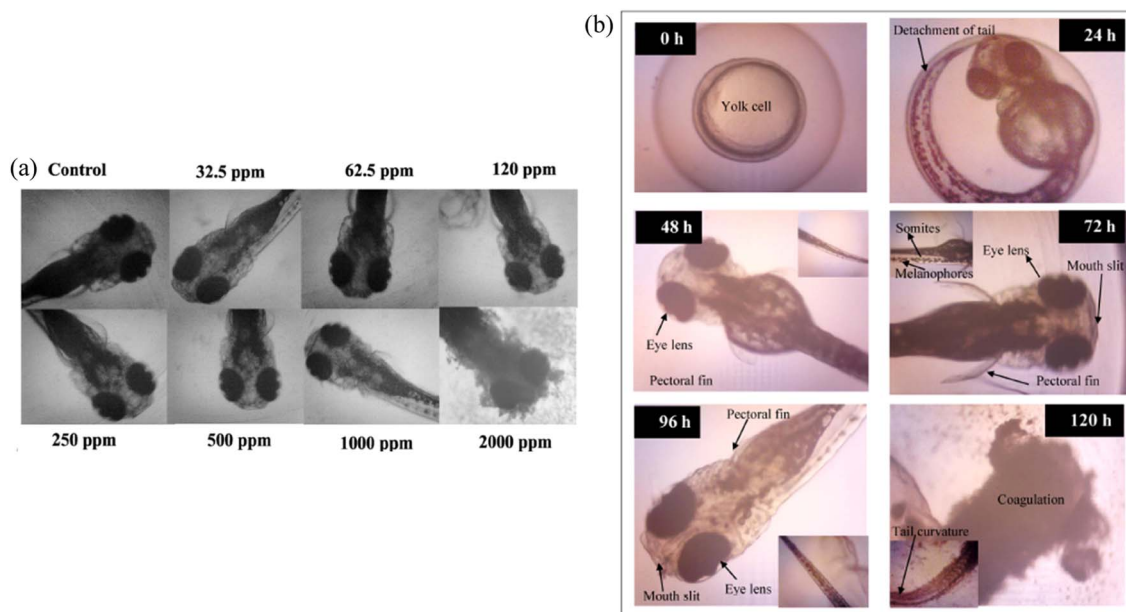 (a)
Control 32.5 ppm 62.5 ppm 120 ppm
250 ppm 500 ppm 1000 ppm 2000 ppm
(b)
0 h
Yolk cell
24 h
Detachment of tail
48 h
Eye lens
Pectoral fin
72 h
Somites
Melanophores
Eye lens
Mouth slit
Pectoral fin
96 h
Pectoral fin
Mouth slit
Eye lens
120 h
Coagulation
Tail curvature